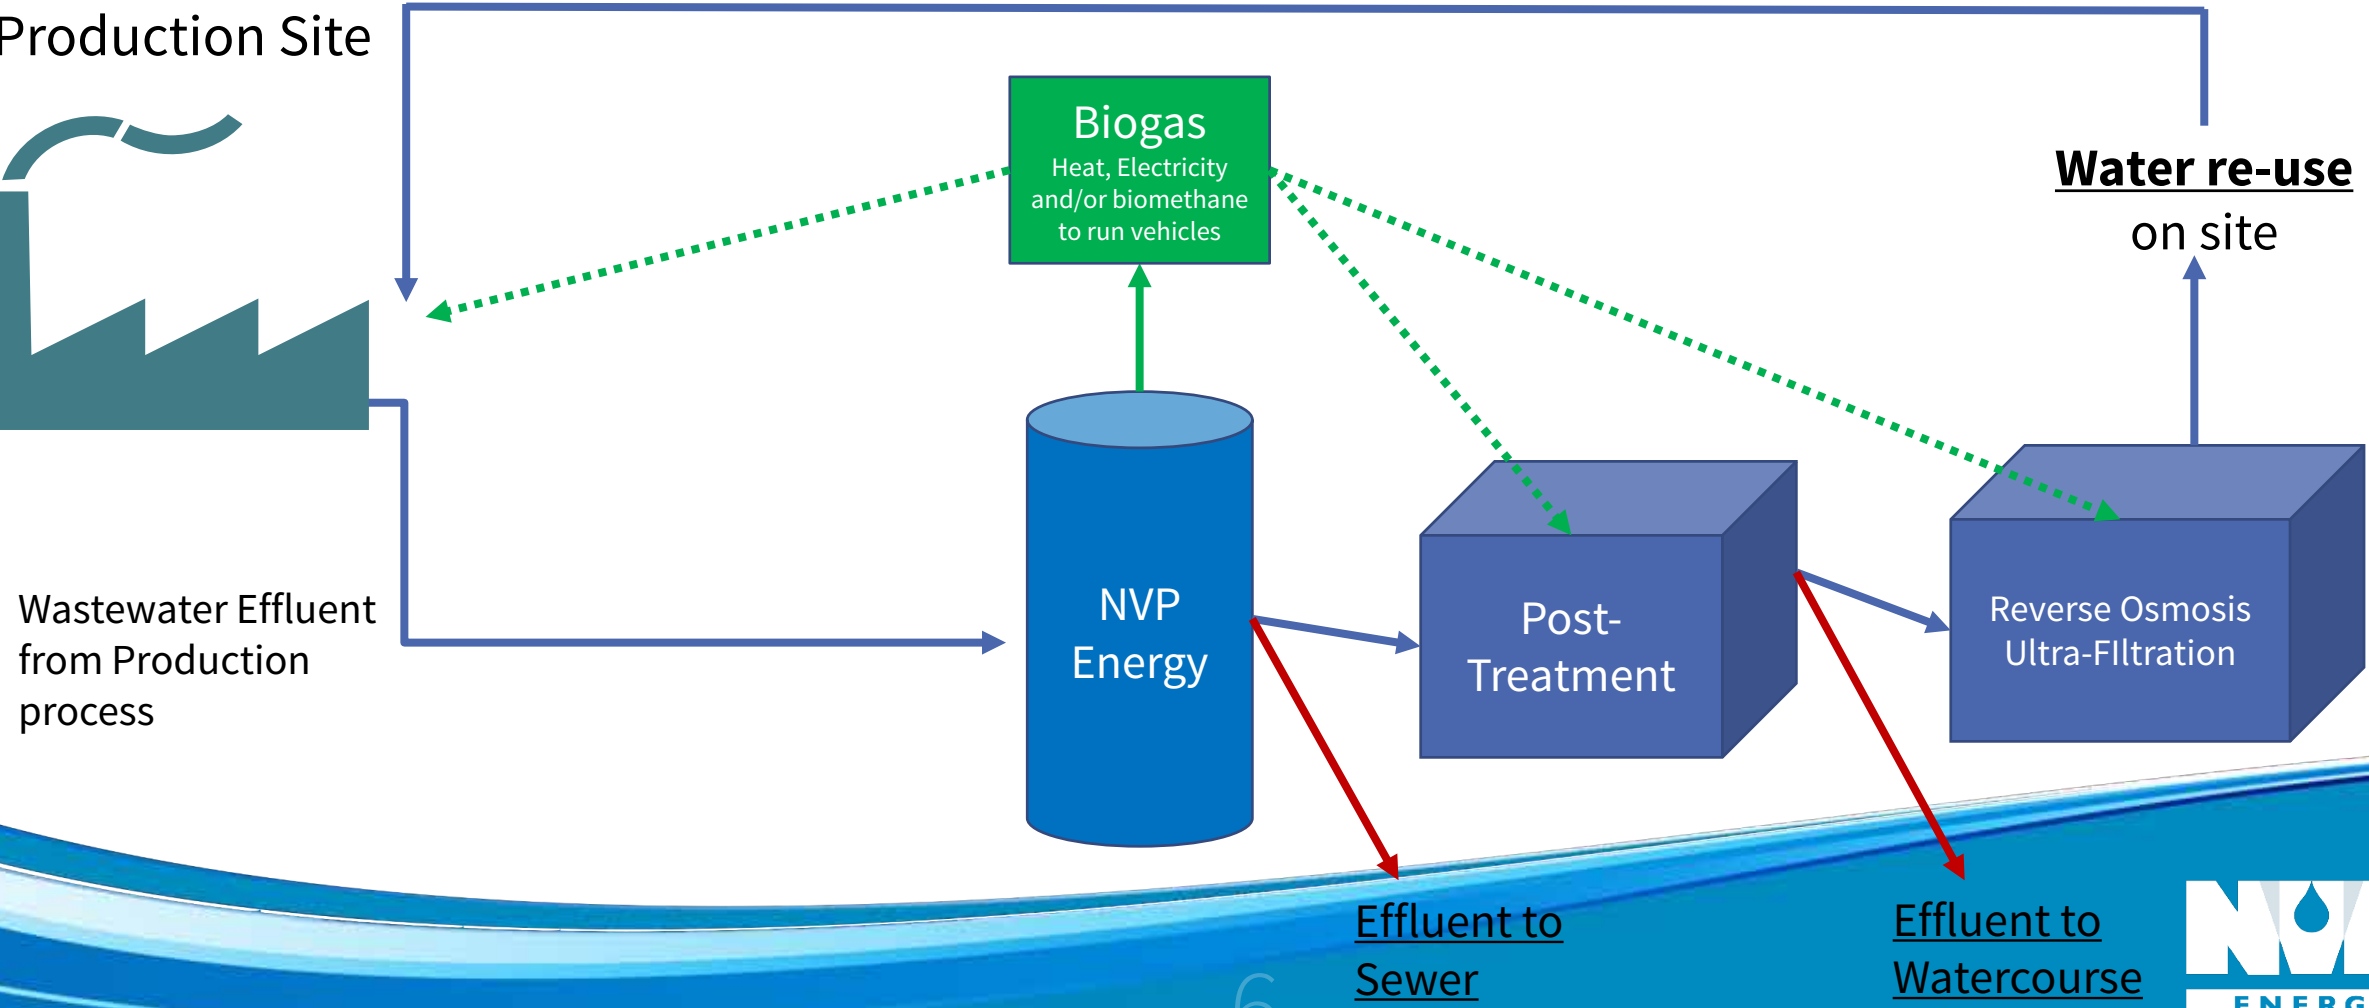 Production Site
Biogas
Heat, Electricity
and/or biomethane
to run vehicles
Water re-use
on site
Wastewater Effluent
from Production
process
NVP
Energy
Post-
Treatment
Reverse Osmosis
Ultra-FIltration
Effluent to
Sewer
Effluent to
Watercourse
6